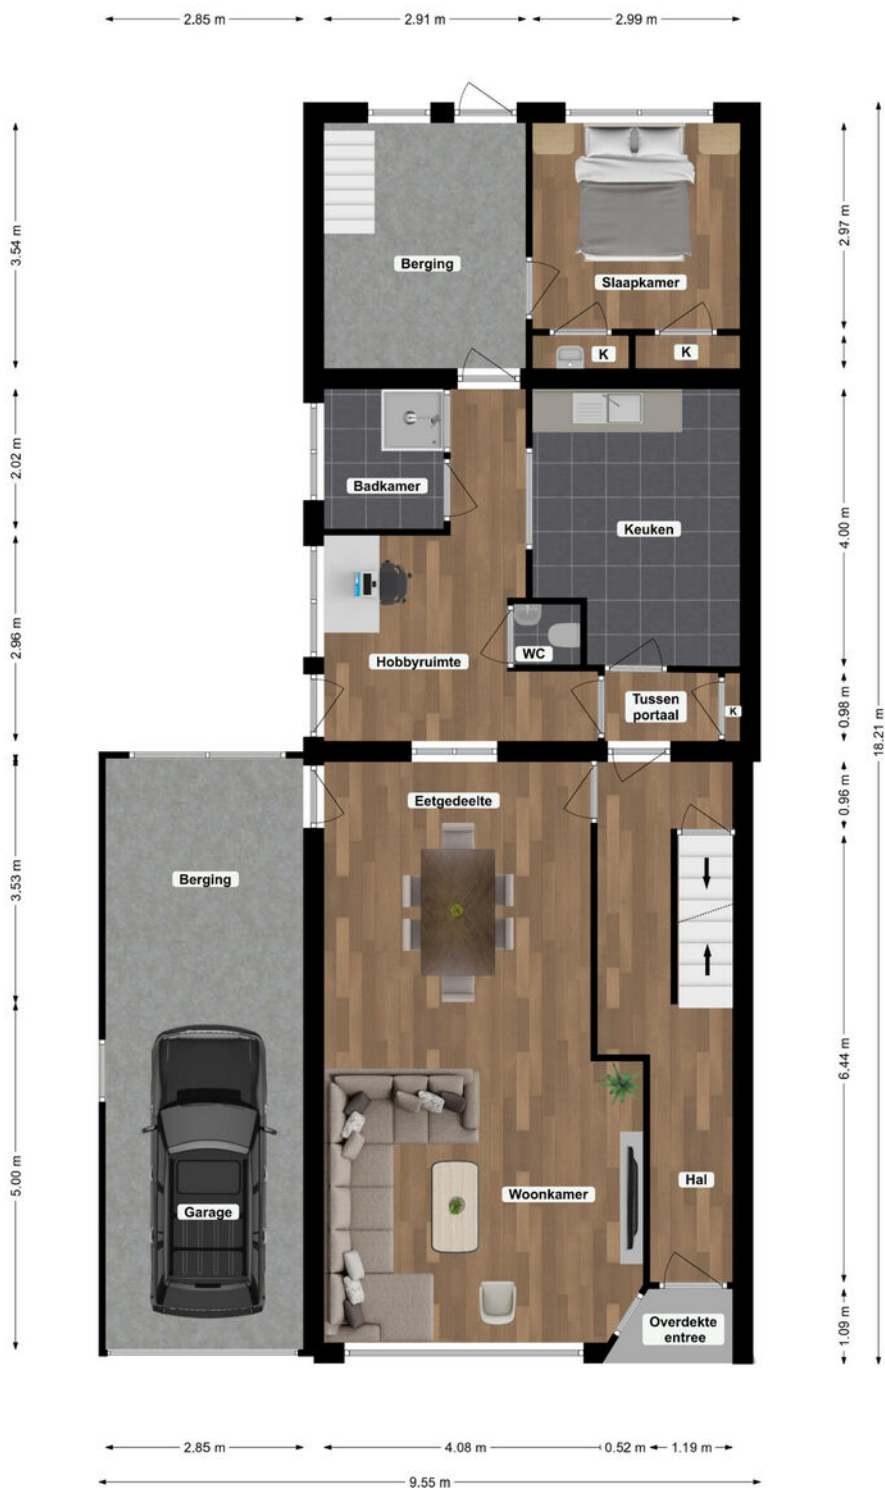 2.85 m
2.91 m
2.99 m
3.54 m
2.97 m
Berging
Slaapkamer
K
K
2.02 m
Badkamer
Keuken
4.00 m
18.21 m
2.96 m
Hobbyruimte
WC
Tussen
portaal
K
0.98 m
Eetgedeelte
0.96 m
3.53 m
Berging
6.44 m
5.00 m
Garage
Woonkamer
Hal
Overdekte
entree
1.09 m
2.85 m
4.08 m
0.52 m
1.19 m
9.55 m